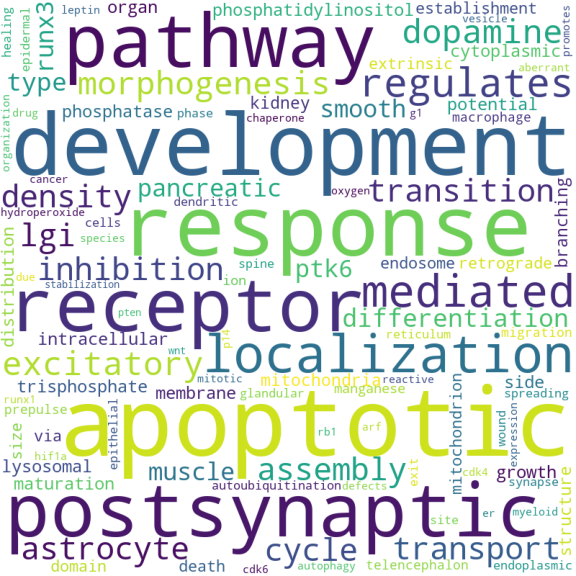 healing
epidermal
leptin
organ
phosphatidylinositol
establishment
vesicle
promotes
runx3
pathway
dopamine
cytoplasmic
aberrant
type
morphogenesis
extrinsic
regulates
organization
drug
phosphatase
phase
kidney
chaperone
smooth
g1
potential
macrophage
development
cancer
density
pancreatic
oxygen
transition
branching
hydroperoxide
cells
dendritic
response
lgi
species
distribution
inhibition
ion
spine
ptk6
endosome
retrograde
due
stabilization
receptor
mediated
pten
differentiation
intracellular
wnt
p14
reticulum
migration
excitatory
localization
trisphosphate
mitotic
mitochondria
reactive
side
runx1
membrane
glandular
manganese
mitochondrion
spreading
prepulse
apoptotic
size
via
hif1a
epithelial
rb1
arf
wound
expression
synapse
structure
lysosomal
muscle
assembly
exit
cdk4
growth
maturation
autoubiquitination
defects
postsynaptic
site
er
myeloid
astrocyte
cycle
transport
domain
death
cdk6
autophagy
telencephalon
endoplasmic